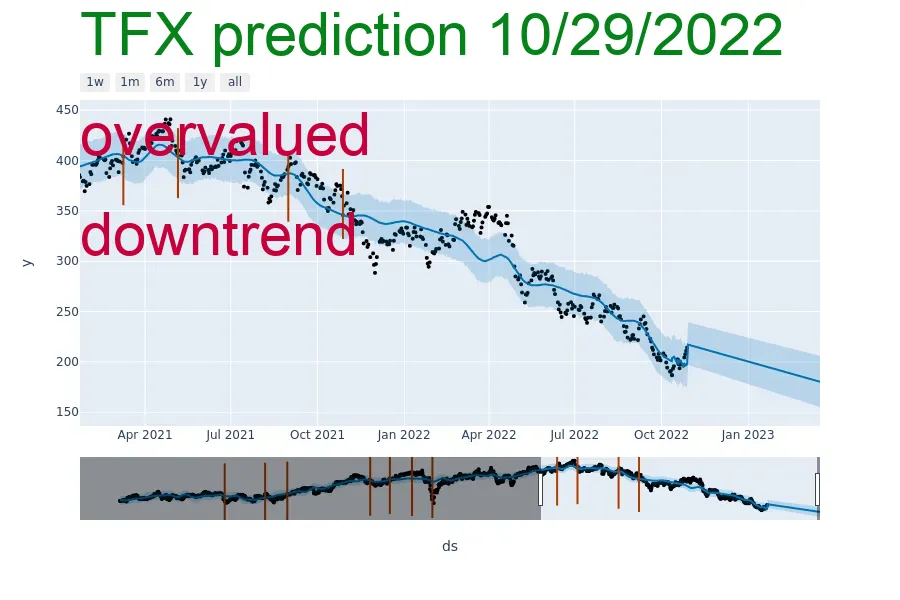 TFX prediction 10/29/2022
1w 1m 6m 1y all
overvalued
downtrend
450
400
350
300
250
200
150
y
Apr 2021 Jul 2021 Oct 2021 Jan 2022 Apr 2022 Jul 2022 Oct 2022 Jan 2023
ds